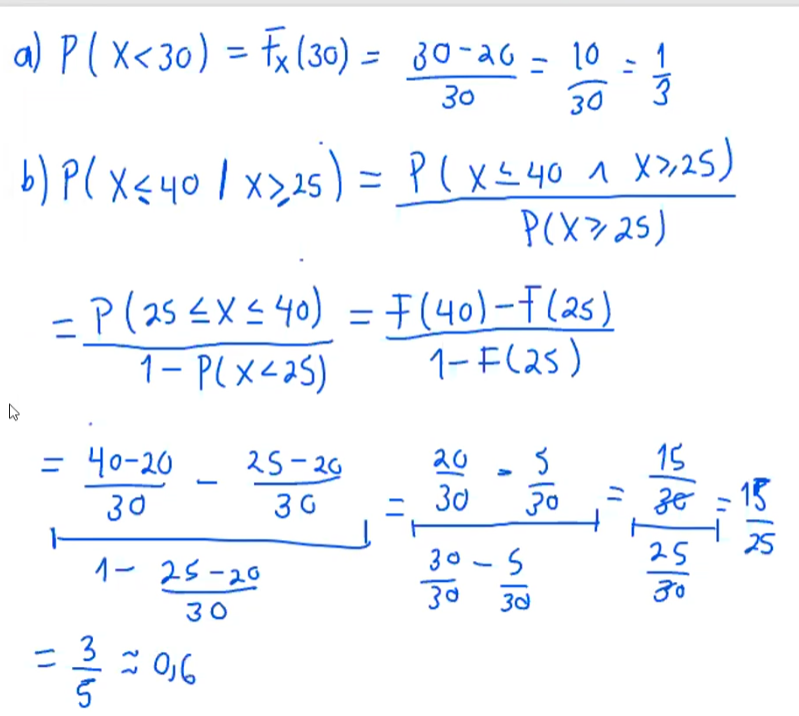 a) P(X<30) = Fx(30) = (30-20)/30 = 10/30 = 1/3
b) P(X≤40 / X≥25) = P(X≤40 ∧ X≥25)/P(X≥25)
= P(25≤X≤40)/(1-P(X<25)) = (F(40)-F(25))/(1-F(25))
= ((40-20)/30 - (25-20)/30)/(1-(25-20)/30) = (20/30 - 5/30)/(30/30 - 5/30) = (15/30)/(25/30) = 15/25
= 3/5 ≈ 0,6